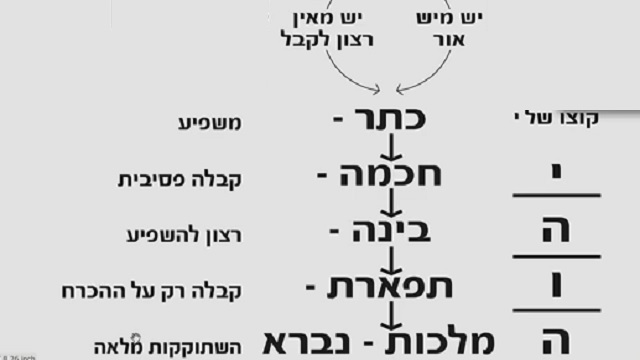 יש מיש יש מאין
אור רצון לקבל
קוצו של י כתר - משפיע
י חכמה - קבלה פסיבית
ה בינה - רצון להשפיע
ו תפארת - קבלה רק על ההכרח
ה מלכות - נברא השתוקקות מלאה